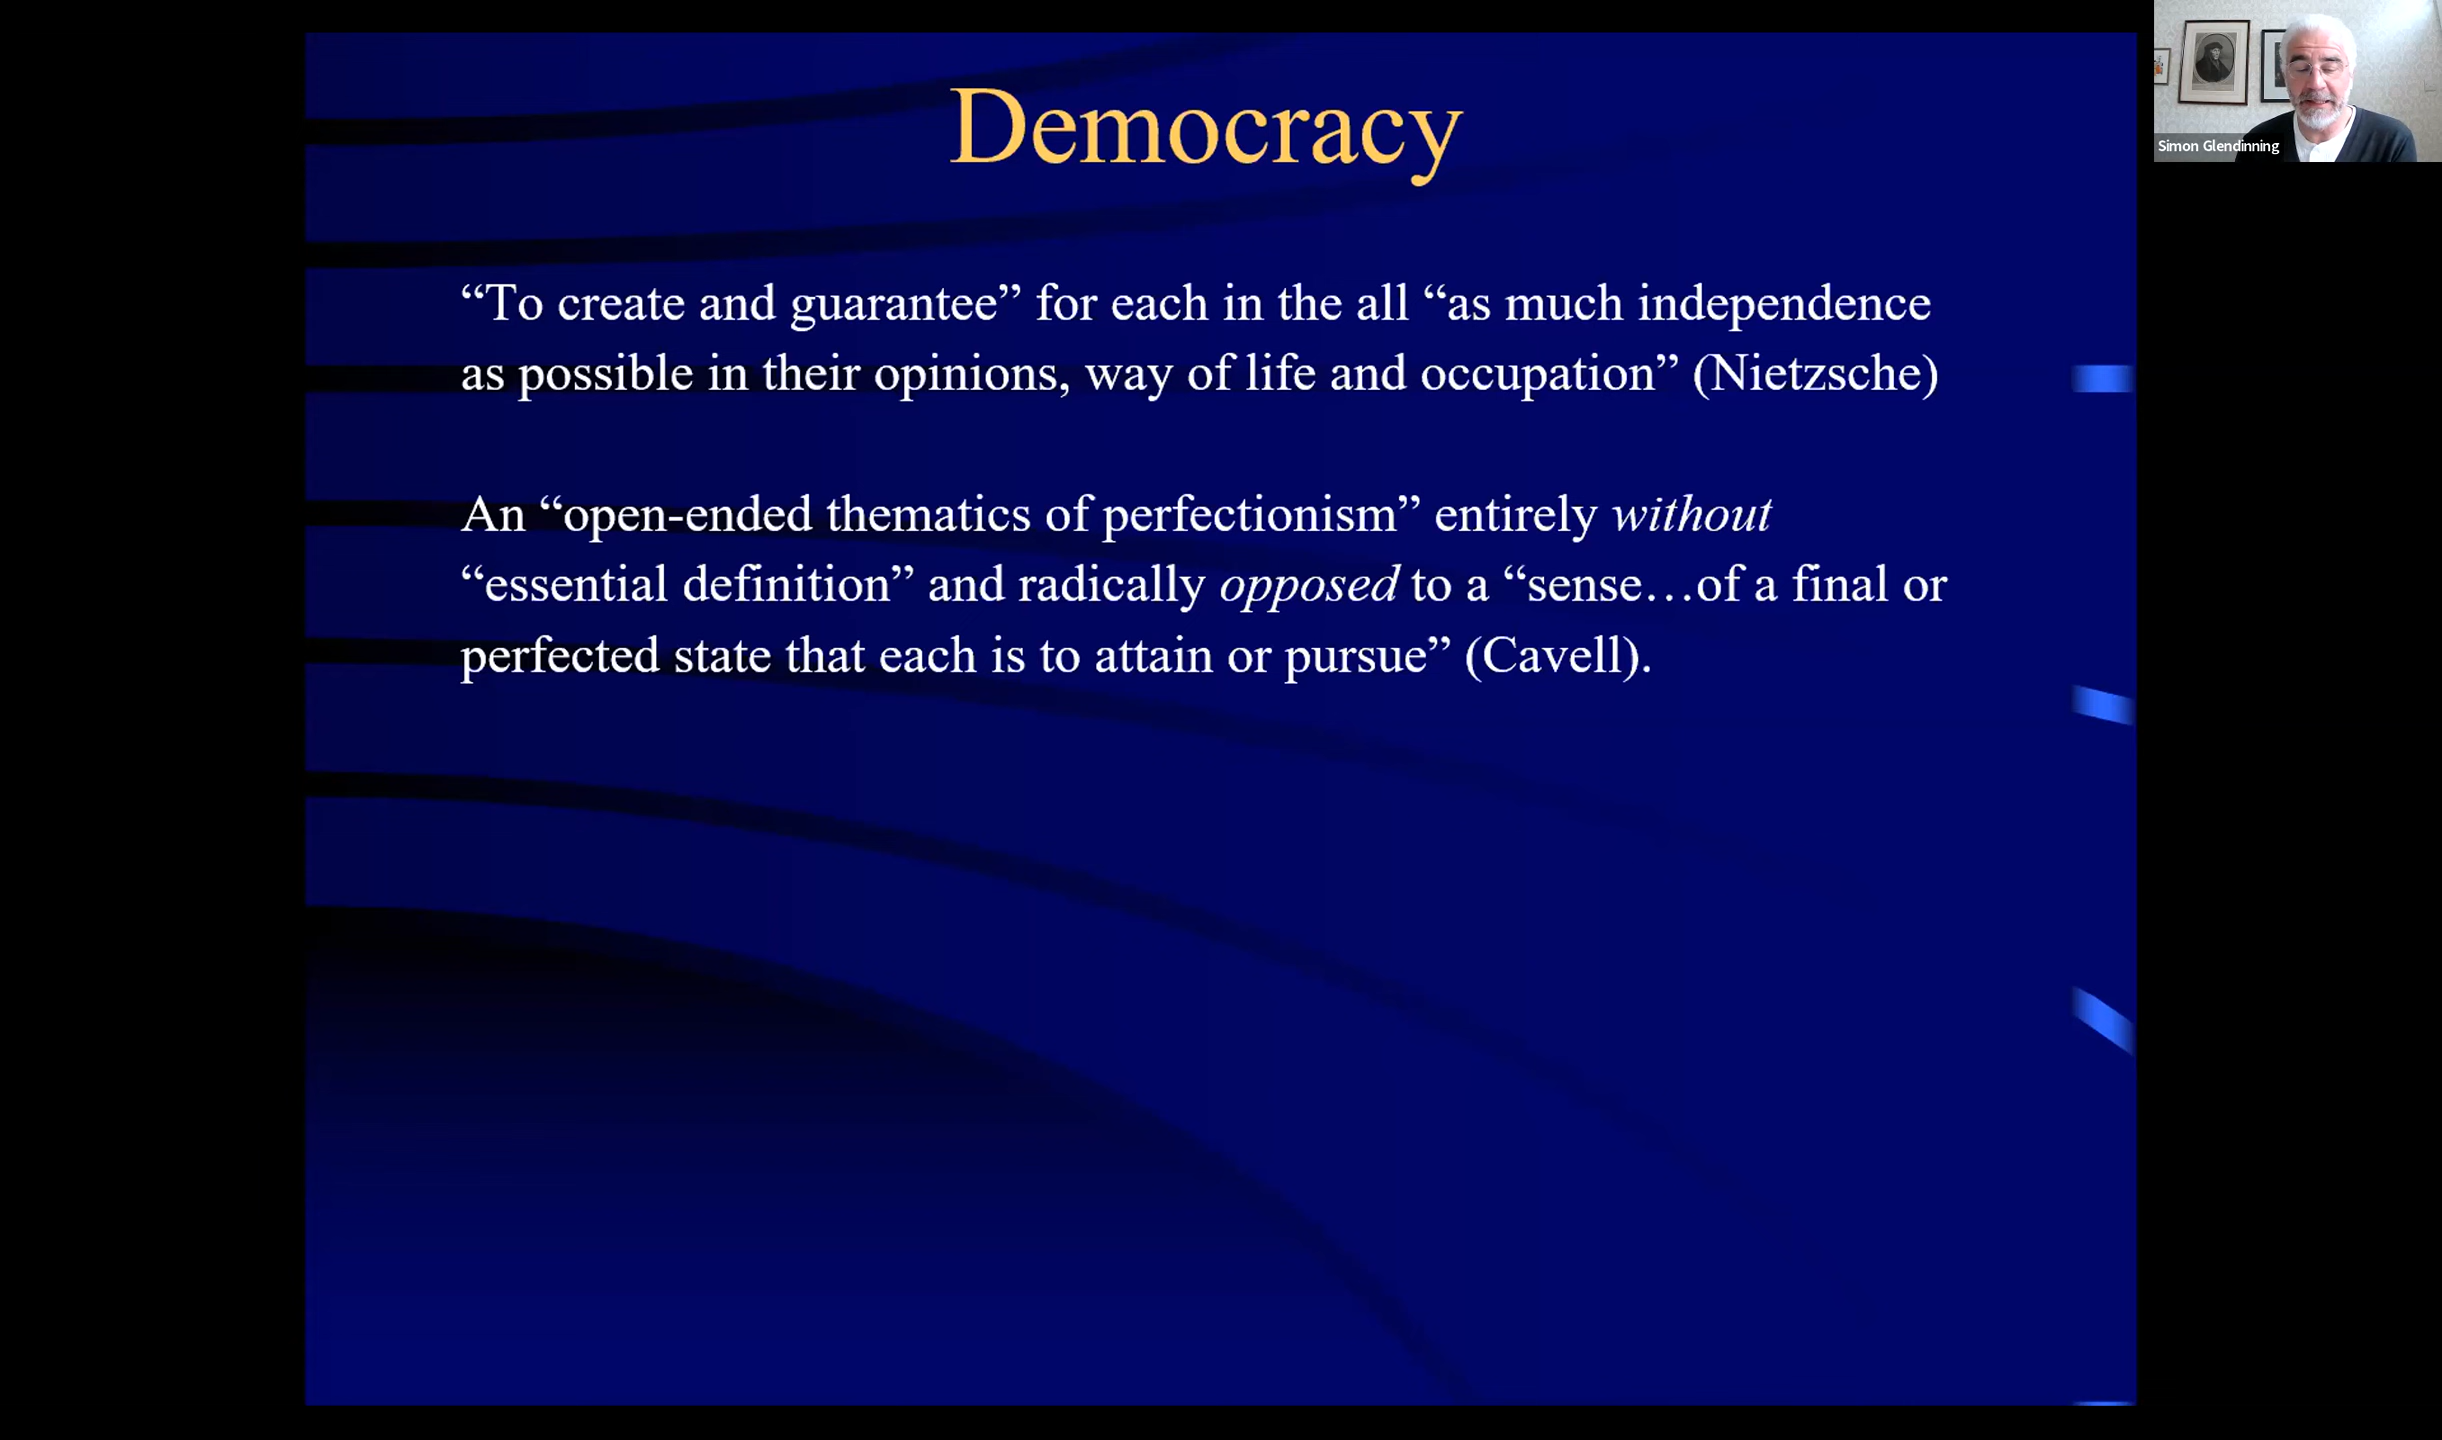 Democracy
“To create and guarantee” for each in the all “as much independence
as possible in their opinions, way of life and occupation” (Nietzsche)
An “open-ended thematics of perfectionism” entirely without
“essential definition” and radically opposed to a “sense…of a final or
perfected state that each is to attain or pursue” (Cavell).
Simon Glendinning